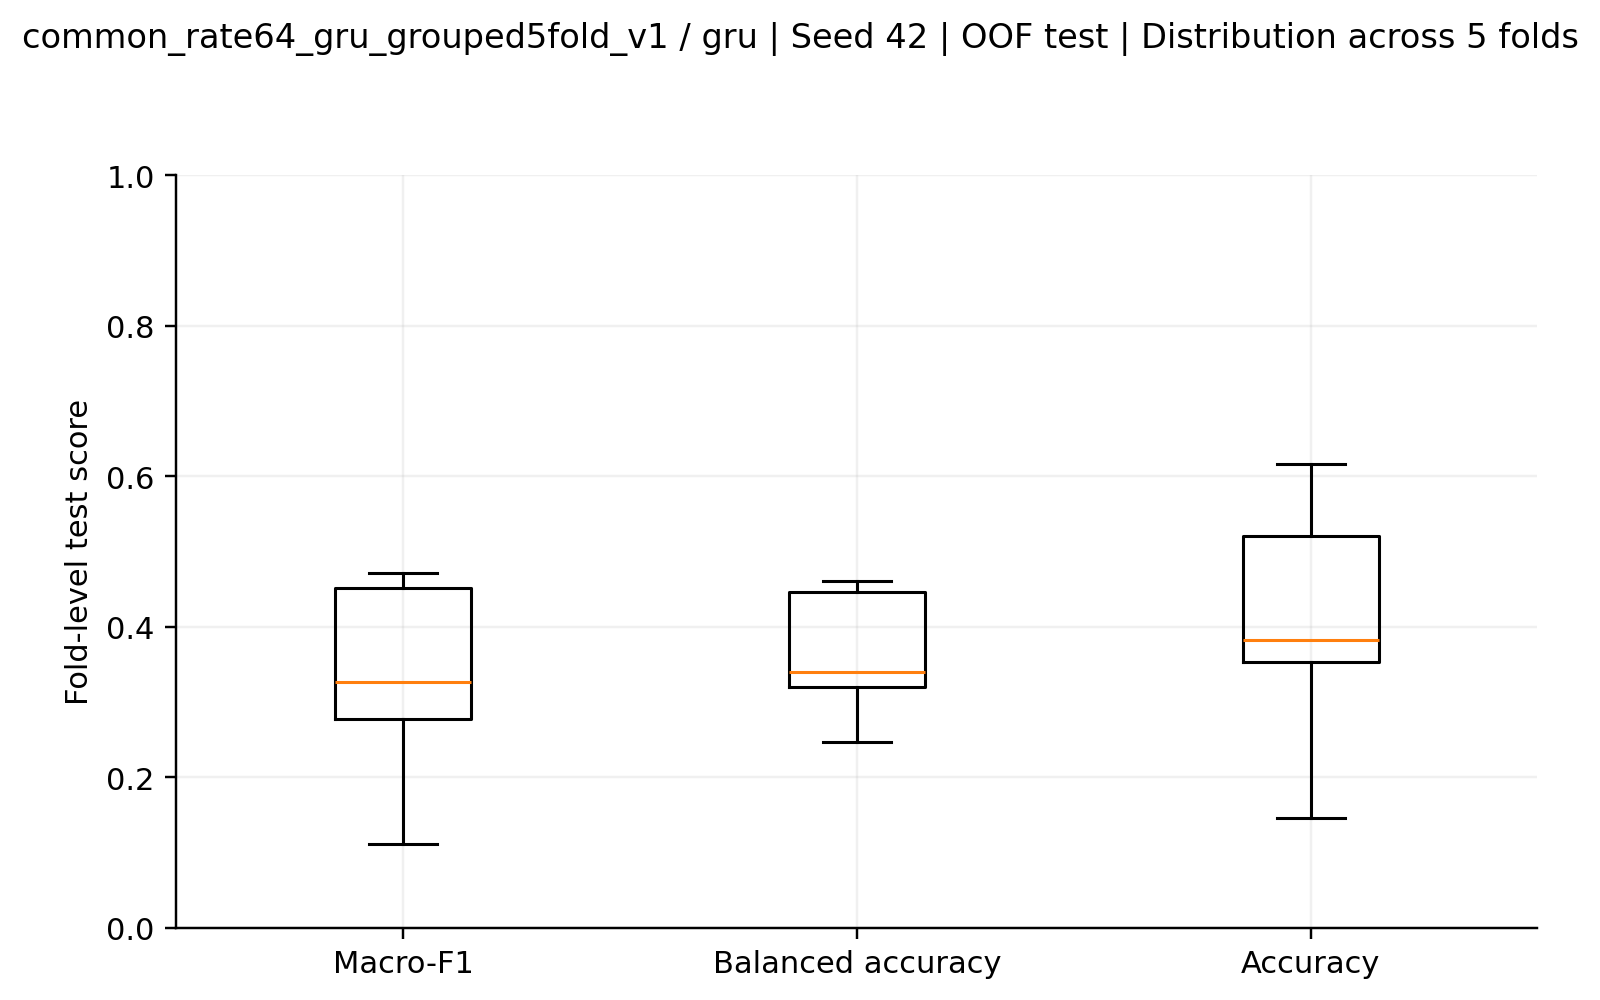 common_rate64_gru_grouped5fold_v1 / gru | Seed 42 | OOF test | Distribution across 5 folds
1.0
0.8
0.6
0.4
0.2
0.0
Fold-level test score
Macro-F1
Balanced accuracy
Accuracy